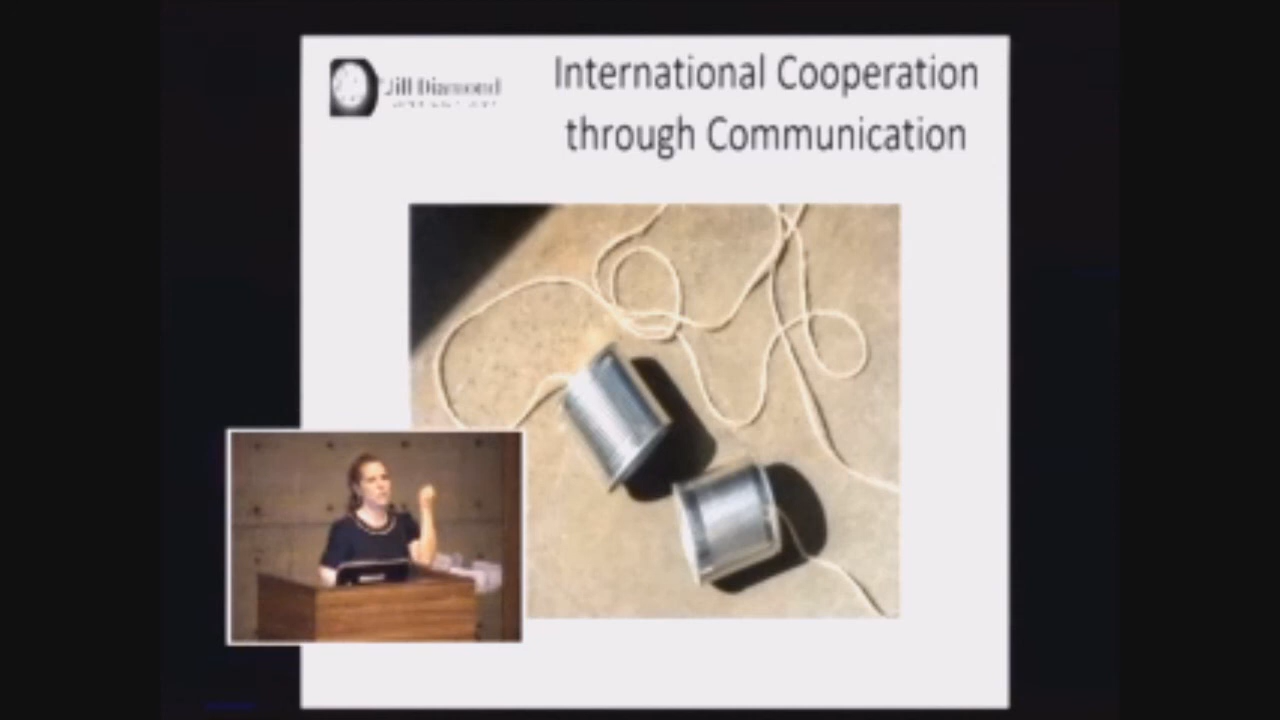 Jill Diamond
International Cooperation
through Communication